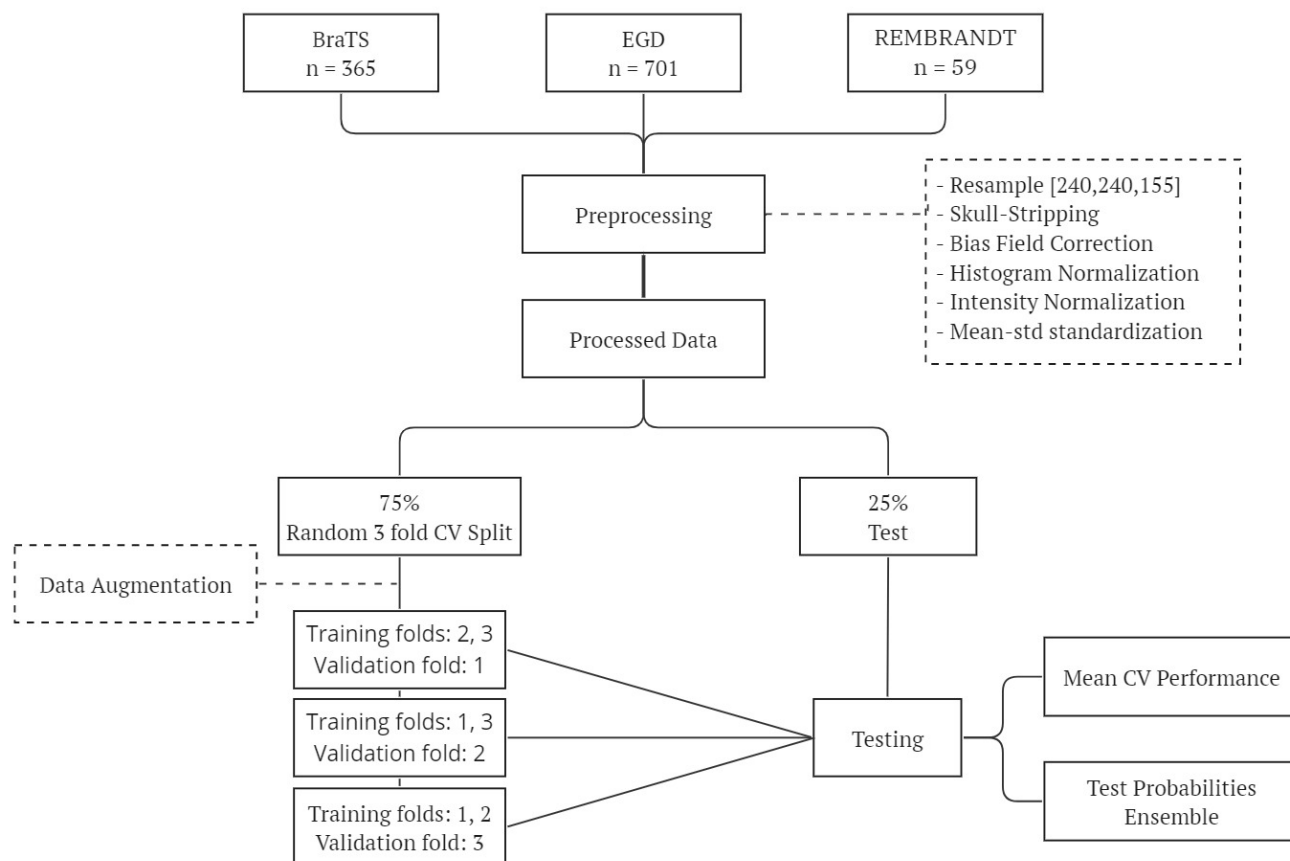 BraTS
n = 365
EGD
n = 701
REMBRANDT
n = 59
Preprocessing
- Resample [240,240,155]
- Skull-Stripping
- Bias Field Correction
- Histogram Normalization
- Intensity Normalization
- Mean-std standardization
Processed Data
75%
Random 3 fold CV Split
25%
Test
Data Augmentation
Training folds: 2, 3
Validation fold: 1
Training folds: 1, 3
Validation fold: 2
Training folds: 1, 2
Validation fold: 3
Testing
Mean CV Performance
Test Probabilities
Ensemble